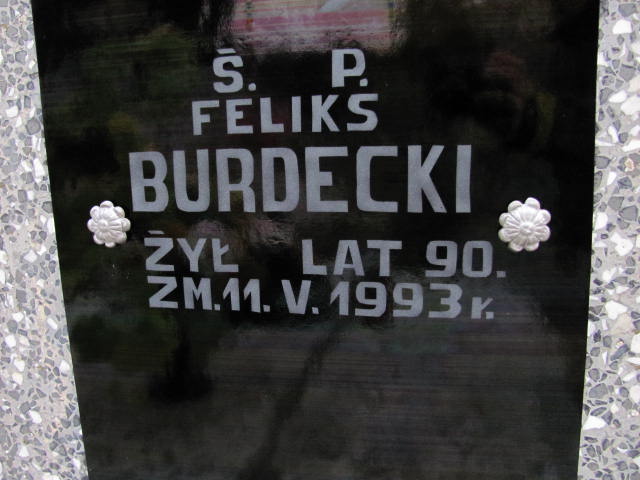 Ś. P.
FELIKS
BURDECKI
ŻYŁ LAT 90.
ZM. 11. V. 1993 r.